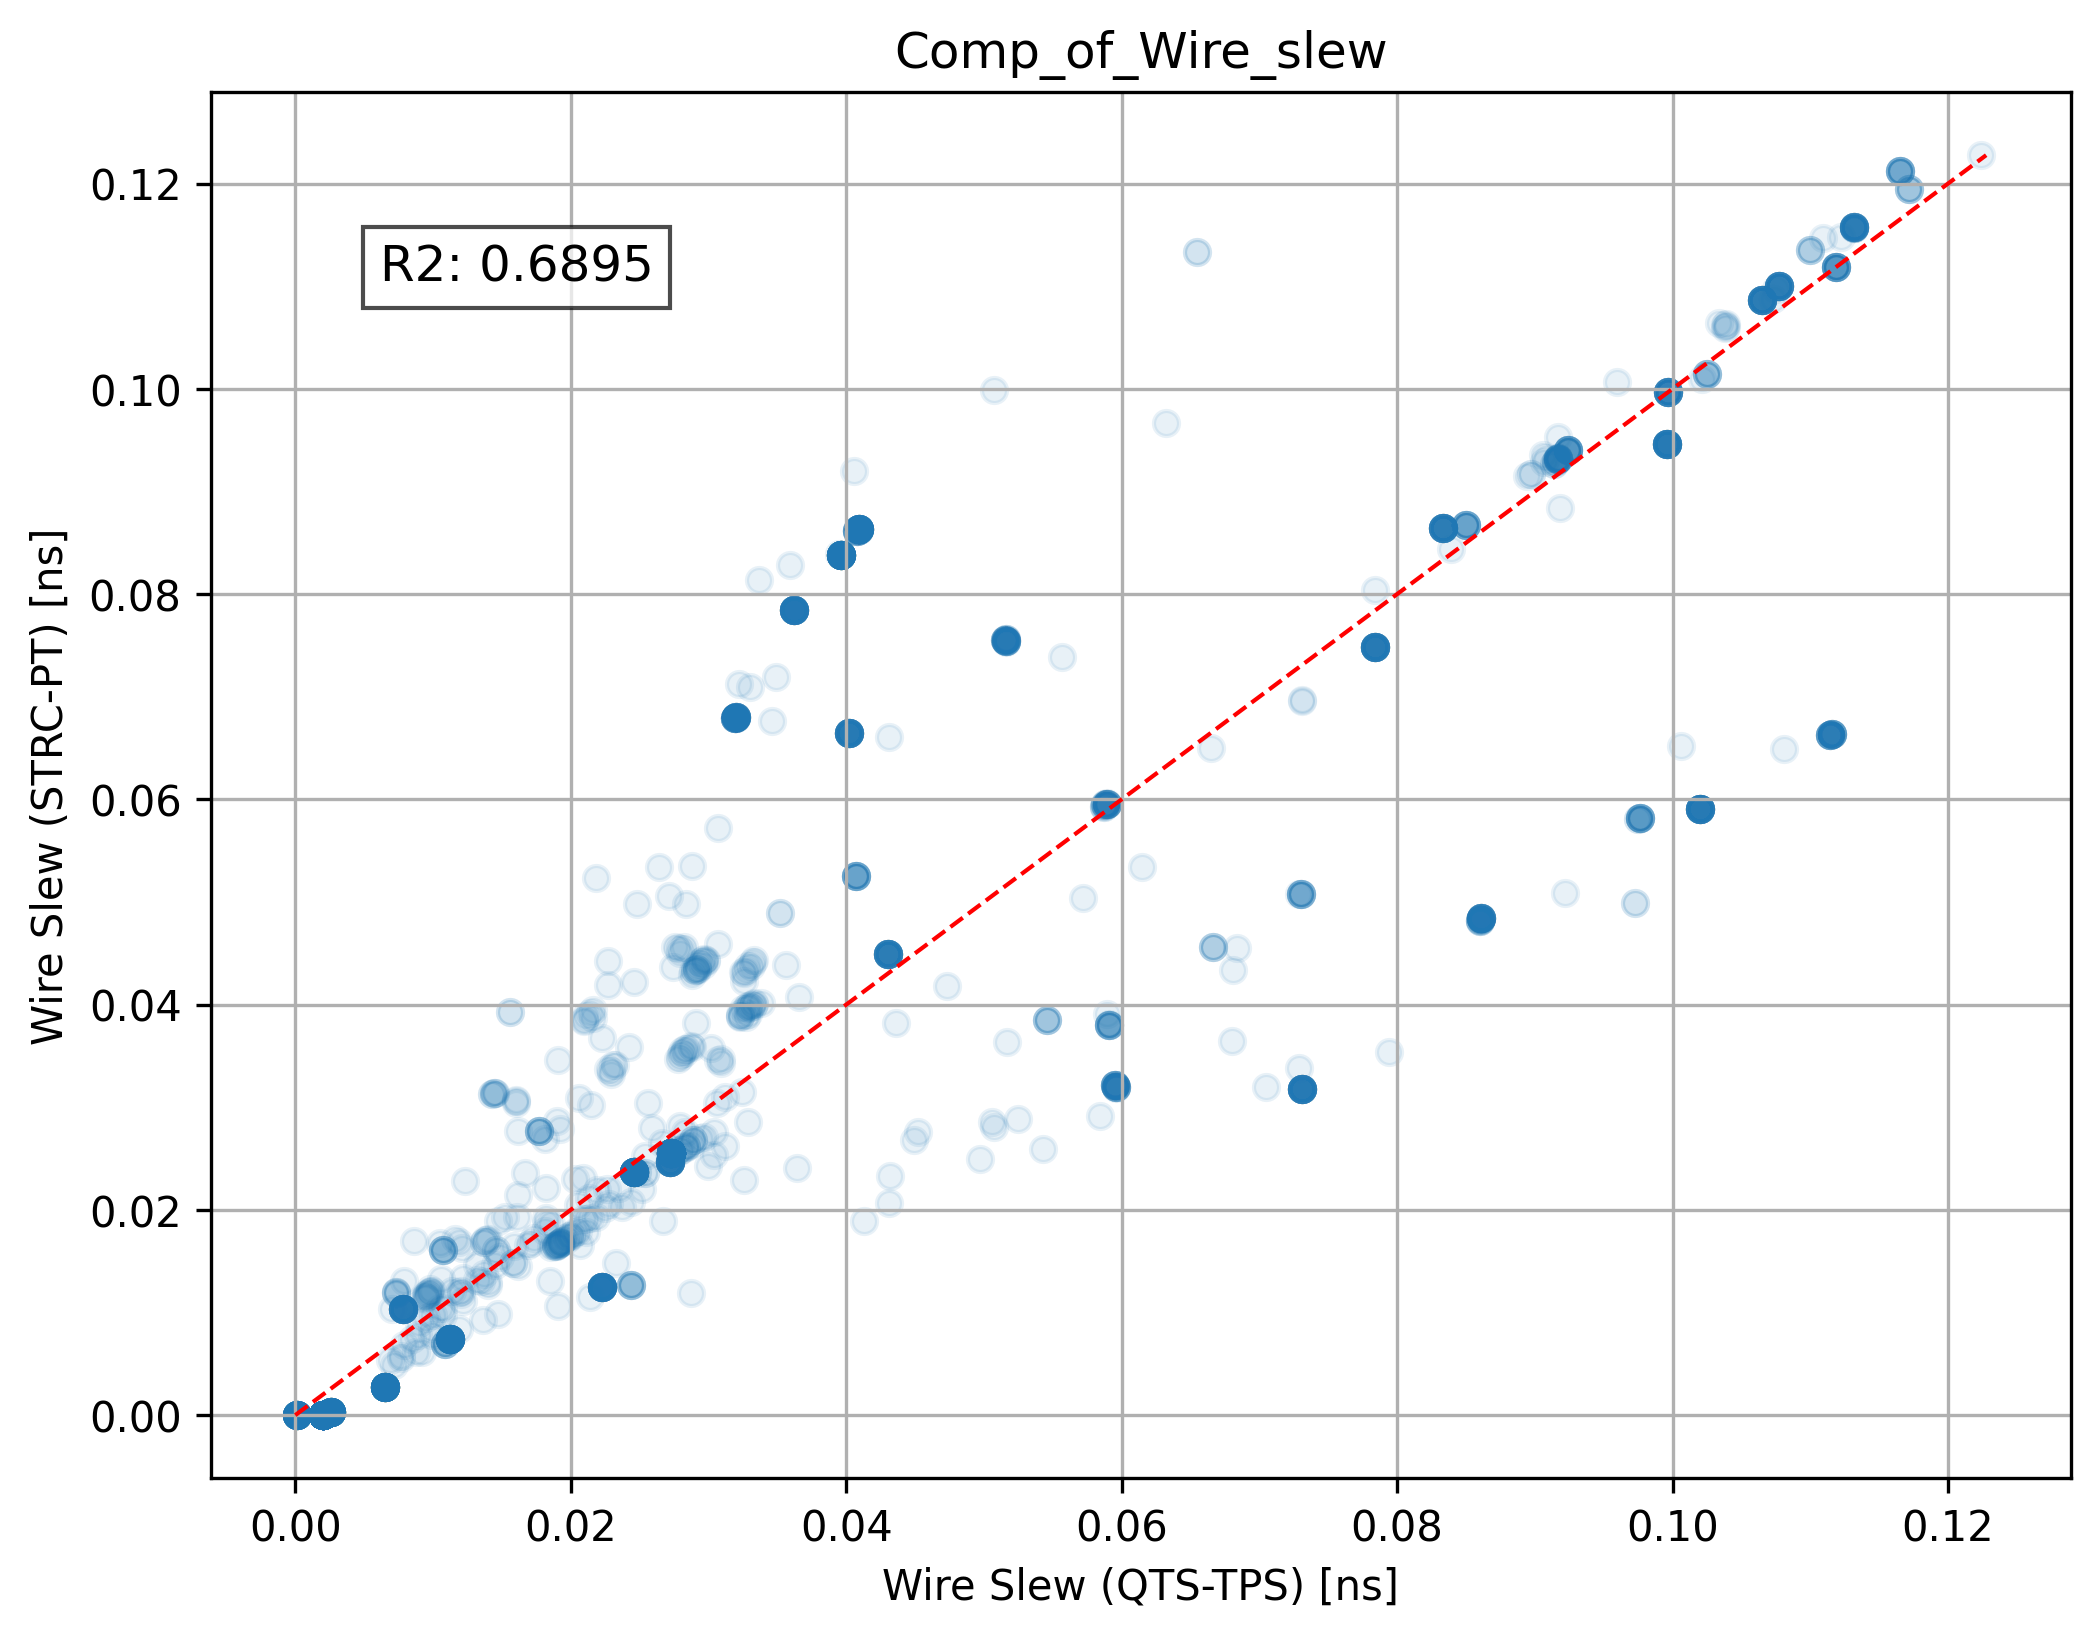 Comp_of_Wire_slew
R2: 0.6895
Wire Slew (STRC-PT) [ns]
0.12
0.10
0.08
0.06
0.04
0.02
0.00
0.00 0.02 0.04 0.06 0.08 0.10 0.12
Wire Slew (QTS-TPS) [ns]